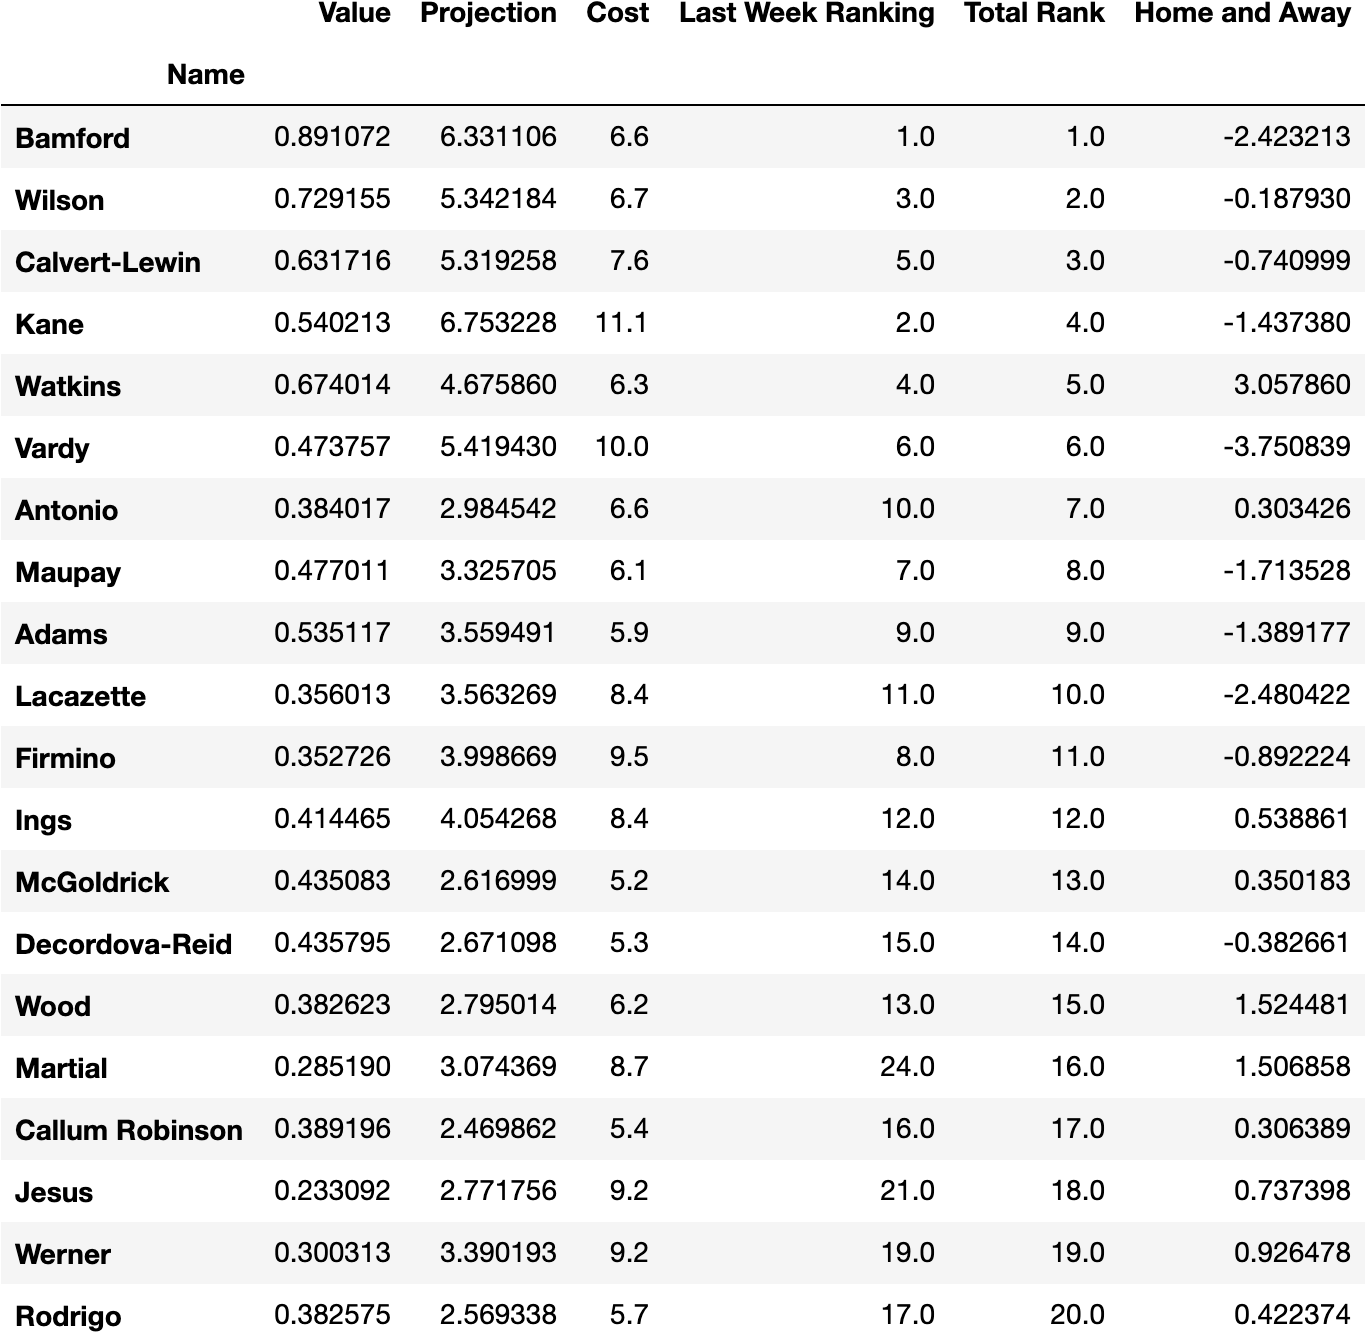 Value Projection Cost Last Week Ranking Total Rank Home and Away
Name
Bamford 0.891072 6.331106 6.6 1.0 1.0 -2.423213
Wilson 0.729155 5.342184 6.7 3.0 2.0 -0.187930
Calvert-Lewin 0.631716 5.319258 7.6 5.0 3.0 -0.740999
Kane 0.540213 6.753228 11.1 2.0 4.0 -1.437380
Watkins 0.674014 4.675860 6.3 4.0 5.0 3.057860
Vardy 0.473757 5.419430 10.0 6.0 6.0 -3.750839
Antonio 0.384017 2.984542 6.6 10.0 7.0 0.303426
Maupay 0.477011 3.325705 6.1 7.0 8.0 -1.713528
Adams 0.535117 3.559491 5.9 9.0 9.0 -1.389177
Lacazette 0.356013 3.563269 8.4 11.0 10.0 -2.480422
Firmino 0.352726 3.998669 9.5 8.0 11.0 -0.892224
Ings 0.414465 4.054268 8.4 12.0 12.0 0.538861
McGoldrick 0.435083 2.616999 5.2 14.0 13.0 0.350183
Decordova-Reid 0.435795 2.671098 5.3 15.0 14.0 -0.382661
Wood 0.382623 2.795014 6.2 13.0 15.0 1.524481
Martial 0.285190 3.074369 8.7 24.0 16.0 1.506858
Callum Robinson 0.389196 2.469862 5.4 16.0 17.0 0.306389
Jesus 0.233092 2.771756 9.2 21.0 18.0 0.737398
Werner 0.300313 3.390193 9.2 19.0 19.0 0.926478
Rodrigo 0.382575 2.569338 5.7 17.0 20.0 0.422374